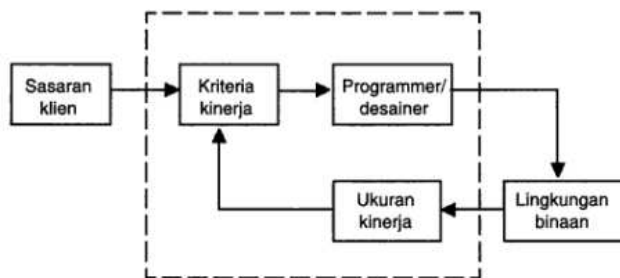 Sasaran
klien
Kriteria
kinerja
Programmer/
desainer
Ukuran
kinerja
Lingkungan
binaan